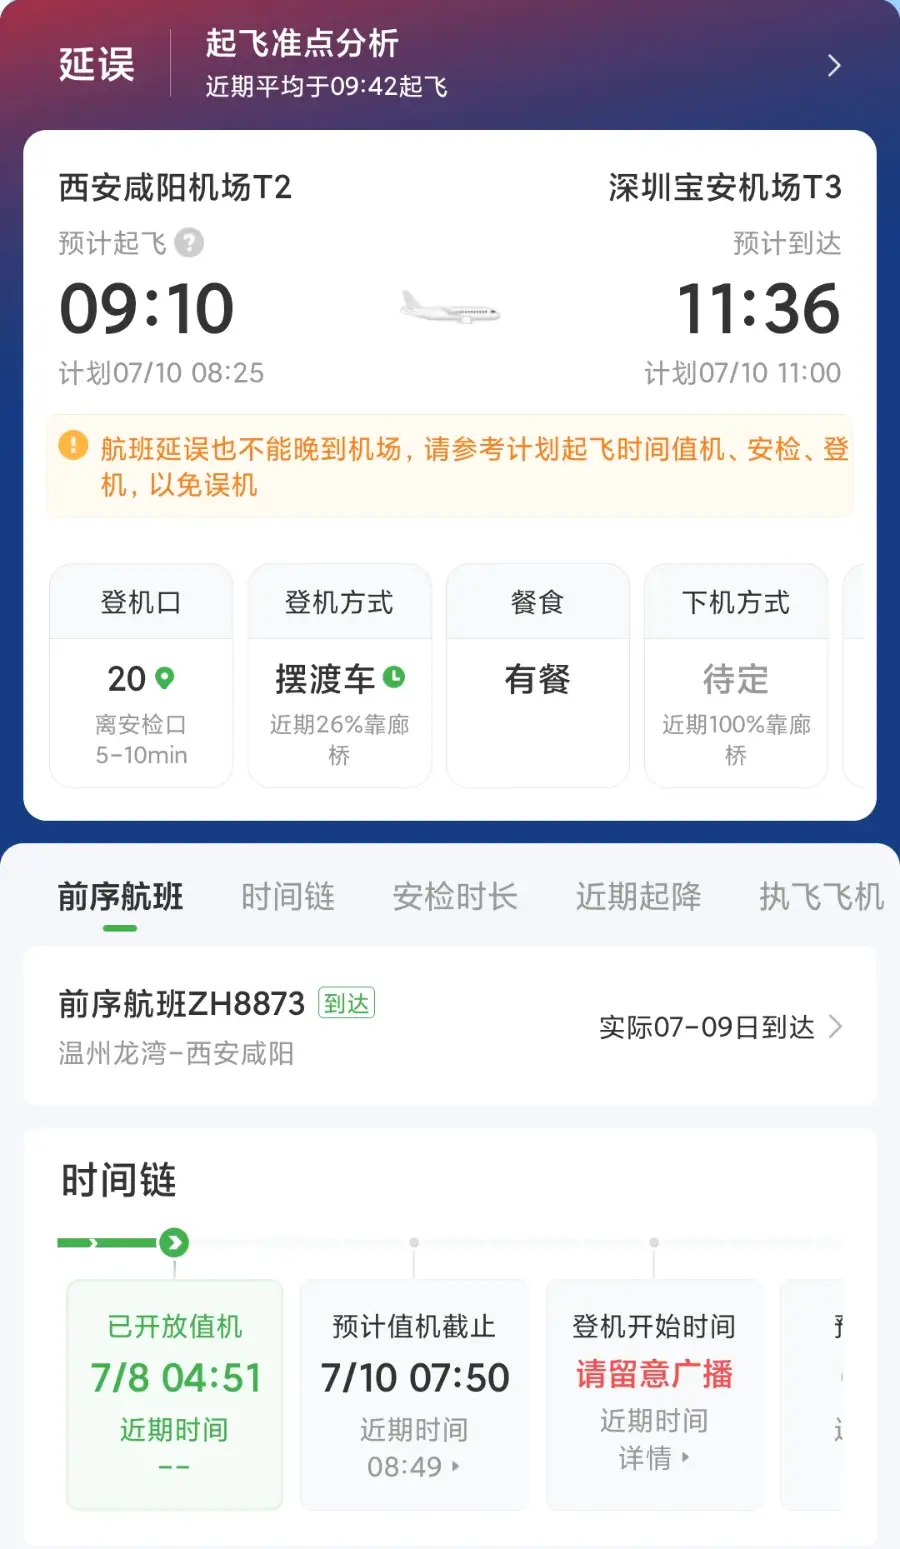 延误
起飞准点分析
近期平均于09:42起飞
西安咸阳机场T2
深圳宝安机场T3
预计起飞 ?
预计到达
09:10
11:36
计划07/10 08:25
计划07/10 11:00
航班延误也不能晚到机场，请参考计划起飞时间值机、安检、登
机，以免误机
登机口
登机方式
餐食
下机方式
20
摆渡车
有餐
待定
离安检口
5-10min
近期26%靠廊
桥
近期100%靠廊
桥
前序航班
时间链
安检时长
近期起降
执飞飞机
前序航班ZH8873 到达
温州龙湾-西安咸阳
实际07-09日到达
时间链
已开放值机
7/8 04:51
近期时间
--
预计值机截止
7/10 07:50
近期时间
08:49
登机开始时间
请留意广播
近期时间
详情